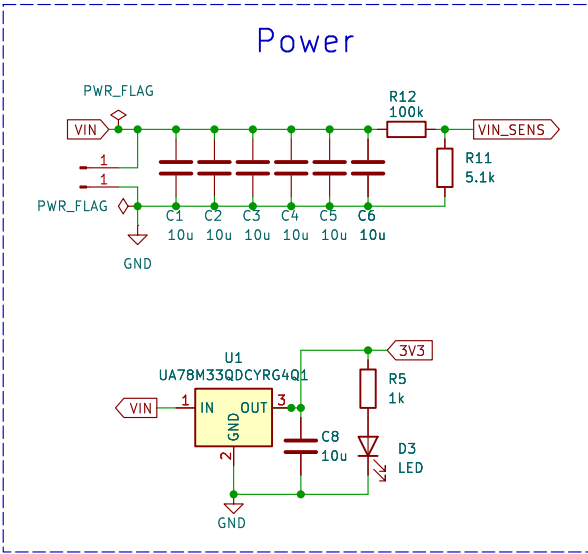 Power
PWR_FLAG
VIN
R12
100k
VIN_SENS
1
1
R11
5.1k
PWR_FLAG
C1 C2 C3 C4 C5 C6
10u 10u 10u 10u 10u 10u
GND
U1
UA78M33QDCYRG4Q1
3V3
VIN
1
IN OUT
3
GND
2
R5
1k
C8
10u
D3
LED
GND